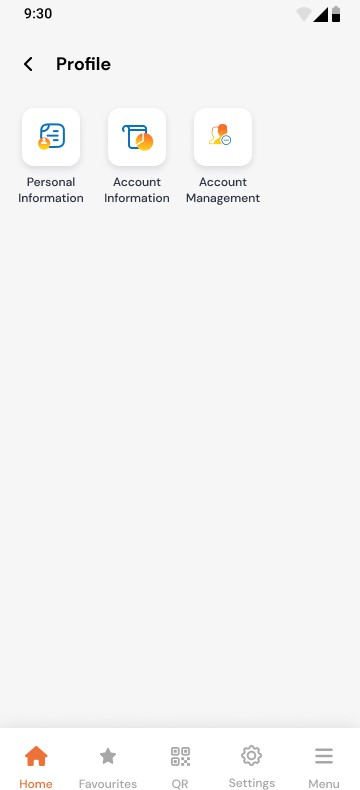 9:30
Profile
Personal
Information
Account
Information
Account
Management
Home
Favourites
QR
Settings
Menu